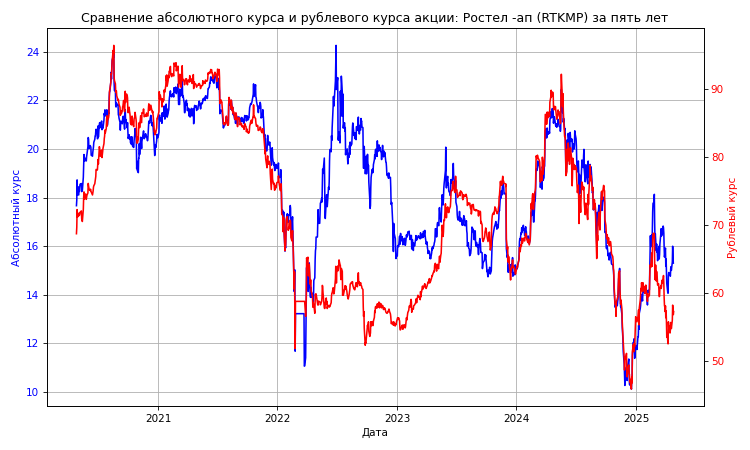 Сравнение абсолютного курса и рублевого курса акции: Ростел -ап (RTKMP) за пять лет
24
22
20
18
16
14
12
10
Абсолютный курс
90
80
70
60
50
Рублевый курс
2021 2022 2023 2024 2025
Дата